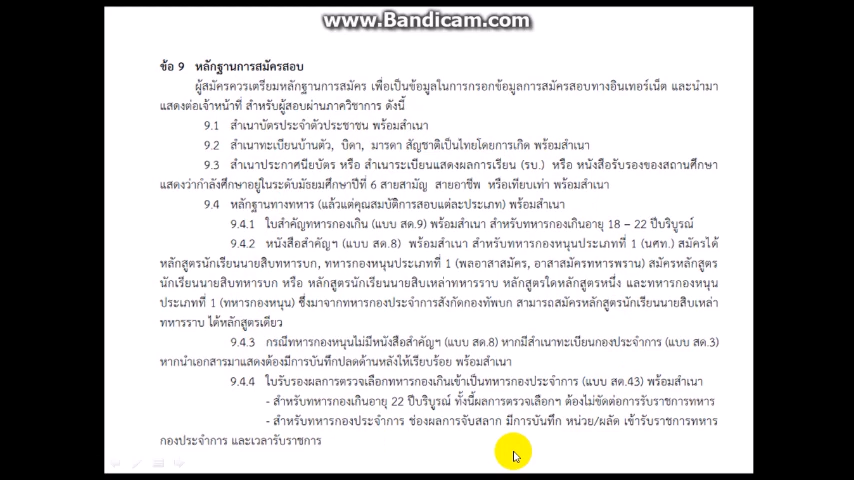 www.Bandicam.com
ข้อ 9 หลักฐานการสมัครสอบ
ผู้สมัครควรเตรียมหลักฐานการสมัคร เพื่อเป็นข้อมูลในการกรอกข้อมูลการสมัครสอบทางอินเทอร์เน็ต และนำมา
แสดงต่อเจ้าหน้าที่ สำหรับผู้สอบผ่านภาควิชาการ ดังนี้
9.1 สำเนาบัตรประจำตัวประชาชน พร้อมสำเนา
9.2 สำเนาทะเบียนบ้านตัว, บิดา, มารดา สัญชาติเป็นไทยโดยการเกิด พร้อมสำเนา
9.3 สำเนาประกาศนียบัตร หรือ สำเนาระเบียนแสดงผลการเรียน (รบ.) หรือ หนังสือรับรองของสถานศึกษา
แสดงว่ากำลังศึกษาอยู่ในระดับมัธยมศึกษาปีที่ 6 สายสามัญ สายอาชีพ หรือเทียบเท่า พร้อมสำเนา
9.4 หลักฐานทางทหาร (แล้วแต่คุณสมบัติการสอบแต่ละประเภท) พร้อมสำเนา
9.4.1 ใบสำคัญทหารกองเกิน (แบบ สด.9) พร้อมสำเนา สำหรับทหารกองเกินอายุ 18 – 22 ปีบริบูรณ์
9.4.2 หนังสือสำคัญฯ (แบบ สด.8) พร้อมสำเนา สำหรับทหารกองหนุนประเภทที่ 1 (นศท.) สมัครได้
หลักสูตรนักเรียนนายสิบทหารบก, ทหารกองหนุนประเภทที่ 1 (พลอาสาสมัคร, อาสาสมัครทหารพราน) สมัครหลักสูตร
นักเรียนนายสิบทหารบก หรือ หลักสูตรนักเรียนนายสิบเหล่าทหารราบ หลักสูตรใดหลักสูตรหนึ่ง และทหารกองหนุน
ประเภทที่ 1 (ทหารกองหนุน) ซึ่งมาจากทหารกองประจำการสังกัดกองทัพบก สามารถสมัครหลักสูตรนักเรียนนายสิบเหล่า
ทหารราบ ได้หลักสูตรเดียว
9.4.3 กรณีทหารกองหนุนไม่มีหนังสือสำคัญฯ (แบบ สด.8) หากมีสำเนาทะเบียนกองประจำการ (แบบ สด.3)
หากนำเอกสารมาแสดงต้องมีการบันทึกปลดด้านหลังให้เรียบร้อย พร้อมสำเนา
9.4.4 ใบรับรองผลการตรวจเลือกทหารกองเกินเข้าเป็นทหารกองประจำการ (แบบ สด.43) พร้อมสำเนา
- สำหรับทหารกองเกินอายุ 22 ปีบริบูรณ์ ทั้งนี้ผลการตรวจเลือกฯ ต้องไม่ขัดต่อการรับราชการทหาร
- สำหรับทหารกองประจำการ ช่องผลการจับสลาก มีการบันทึก หน่วย/ผลัด เข้ารับราชการทหาร
กองประจำการ และเวลารับราชการ